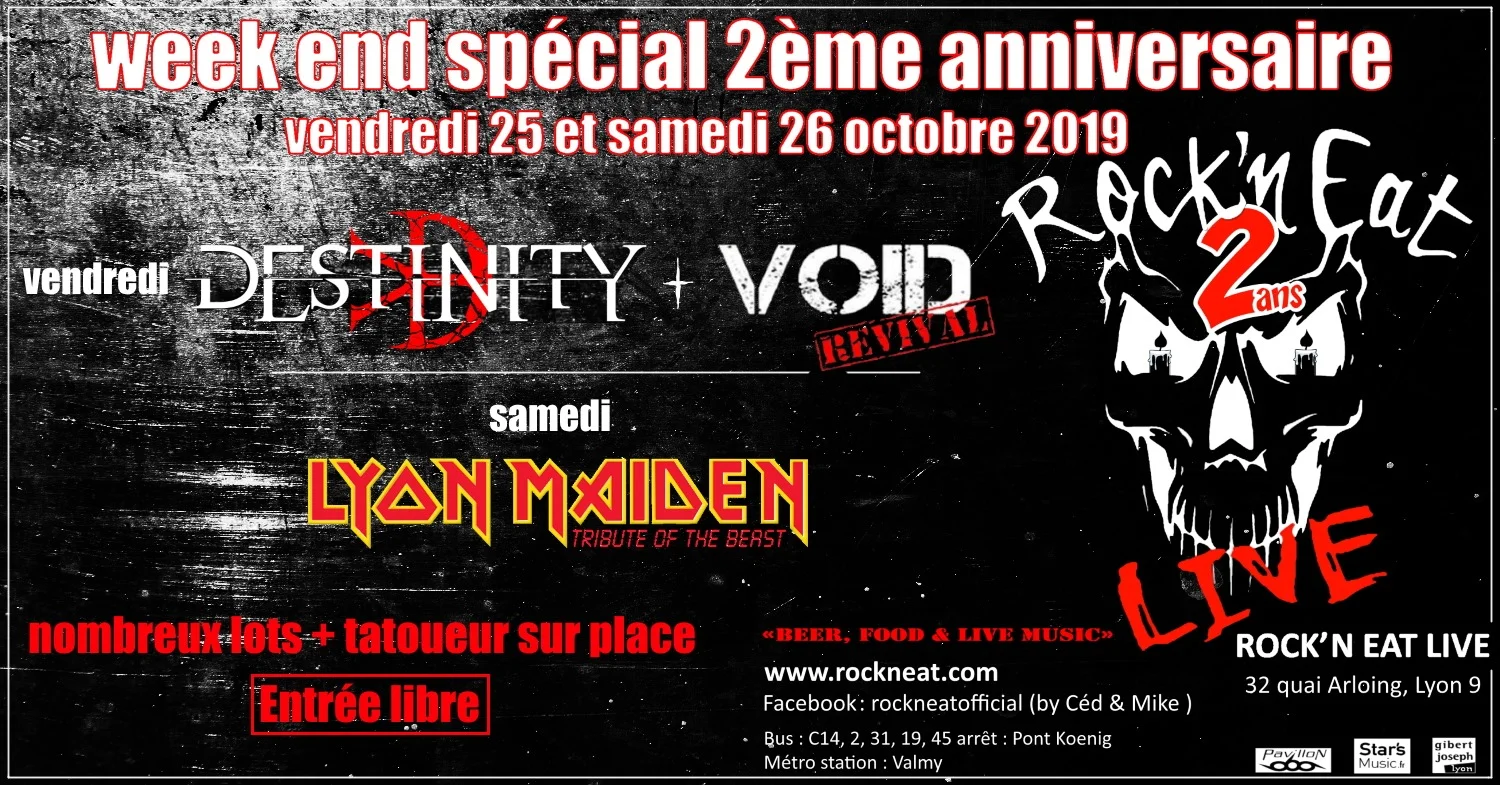 week end spécial 2ème anniversaire
vendredi 25 et samedi 26 octobre 2019
Rock'n Eat
2 ans
vendredi DESTINITY + VOID
REVIVAL
samedi
LYON MAIDEN
TRIBUTE OF THE BEAST
LIVE
nombreux lots + tatoueur sur place
Entrée libre
«BEER, FOOD & LIVE MUSIC»
www.rockneat.com
Facebook: rockneatofficial (by Céd & Mike )
Bus : C14, 2, 31, 19, 45 arrêt : Pont Koenig
Métro station : Valmy
ROCK'N EAT LIVE
32 quai Arloing, Lyon 9
PAVILLON
Star's
Music.fr
gibert
joseph
lyon